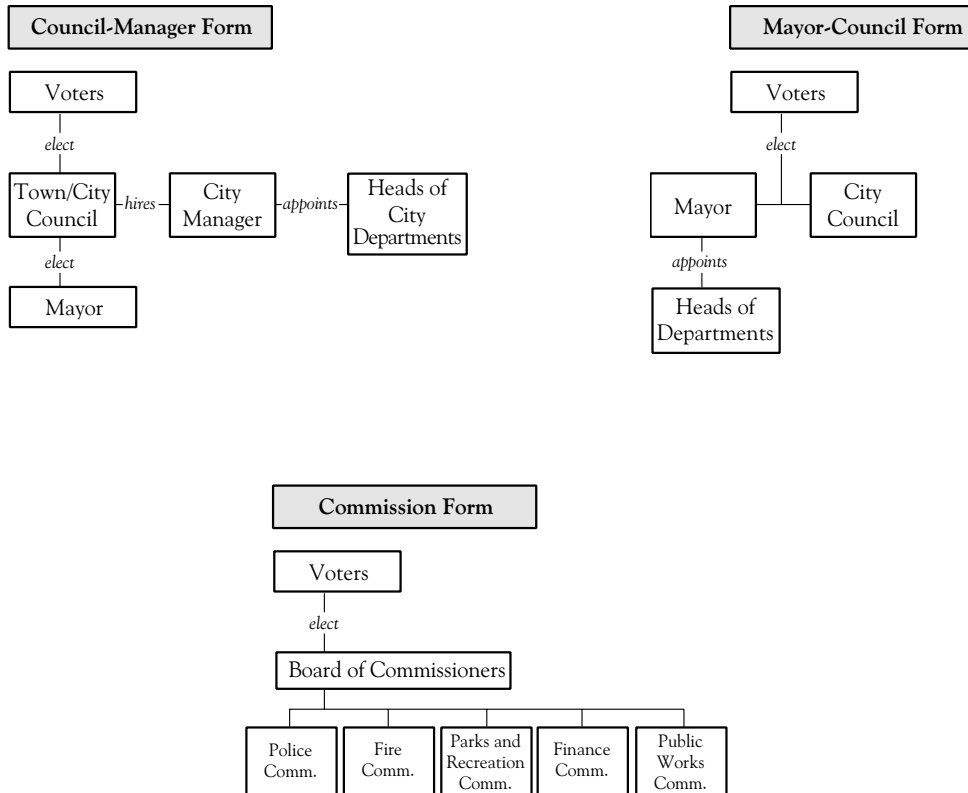 Council-Manager Form
Voters
elect
Town/City
Council
hires
City
Manager
appoints
Heads of
City
Departments
elect
Mayor
Mayor-Council Form
Voters
elect
Mayor
City
Council
appoints
Heads of
Departments
Commission Form
Voters
elect
Board of Commissioners
Police
Comm.
Fire
Comm.
Parks and
Recreation
Comm.
Finance
Comm.
Public
Works
Comm.